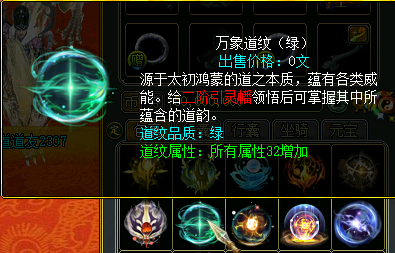 万象道纹（绿）
出售价格：0文
源于太初鸿蒙的道之本质，蕴有各类威
能。给二阶引灵幡领悟后可掌握其中所
蕴含的道韵。
道纹品质：绿
道纹属性：所有属性32增加
定
行囊
坐骑
元宝